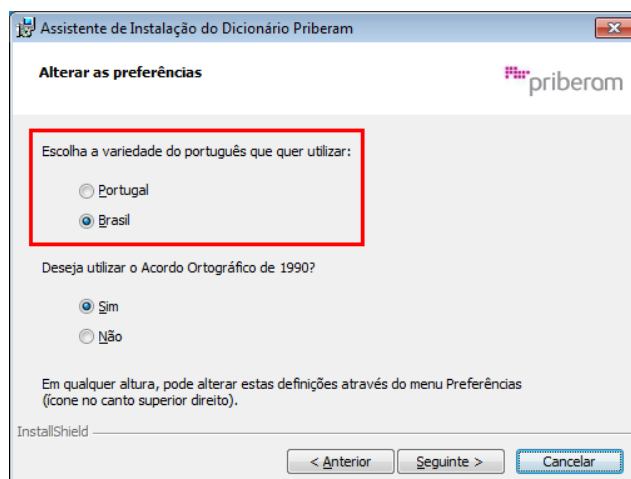 Assistente de Instalação do Dicionário Priberam
Alterar as preferências
priberam
Escolha a variedade do português que quer utilizar:
Portugal
Brasil
Deseja utilizar o Acordo Ortográfico de 1990?
Sim
Não
Em qualquer altura, pode alterar estas definições através do menu Preferências
(ícone no canto superior direito).
InstallShield
< Anterior
Seguinte >
Cancelar